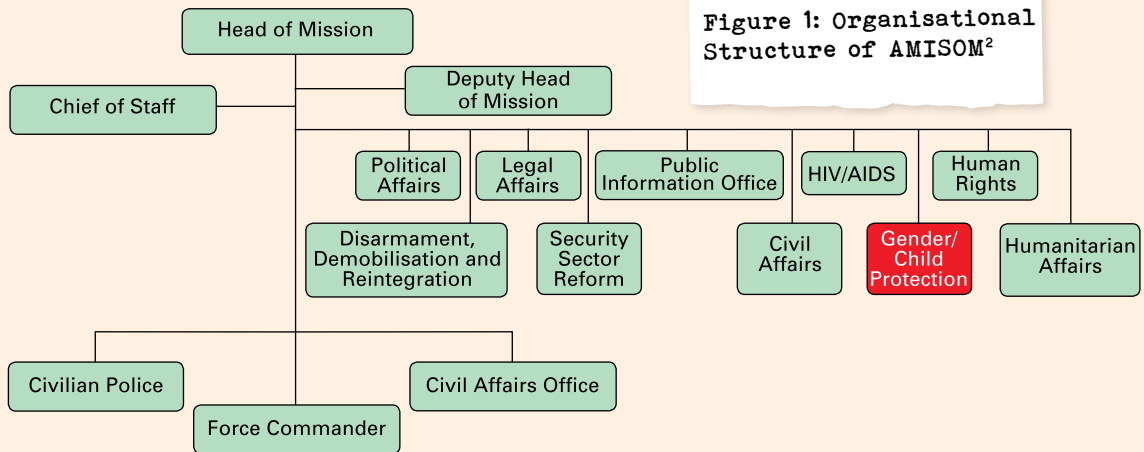 Figure 1: Organisational
Structure of AMISOM²
Head of Mission
Deputy Head
of Mission
Chief of Staff
Political
Affairs
Legal
Affairs
Public
Information Office
HIV/AIDS
Human
Rights
Disarmament,
Demobilisation and
Reintegration
Security
Sector
Reform
Civil
Affairs
Gender/
Child
Protection
Humanitarian
Affairs
Civilian Police
Civil Affairs Office
Force Commander